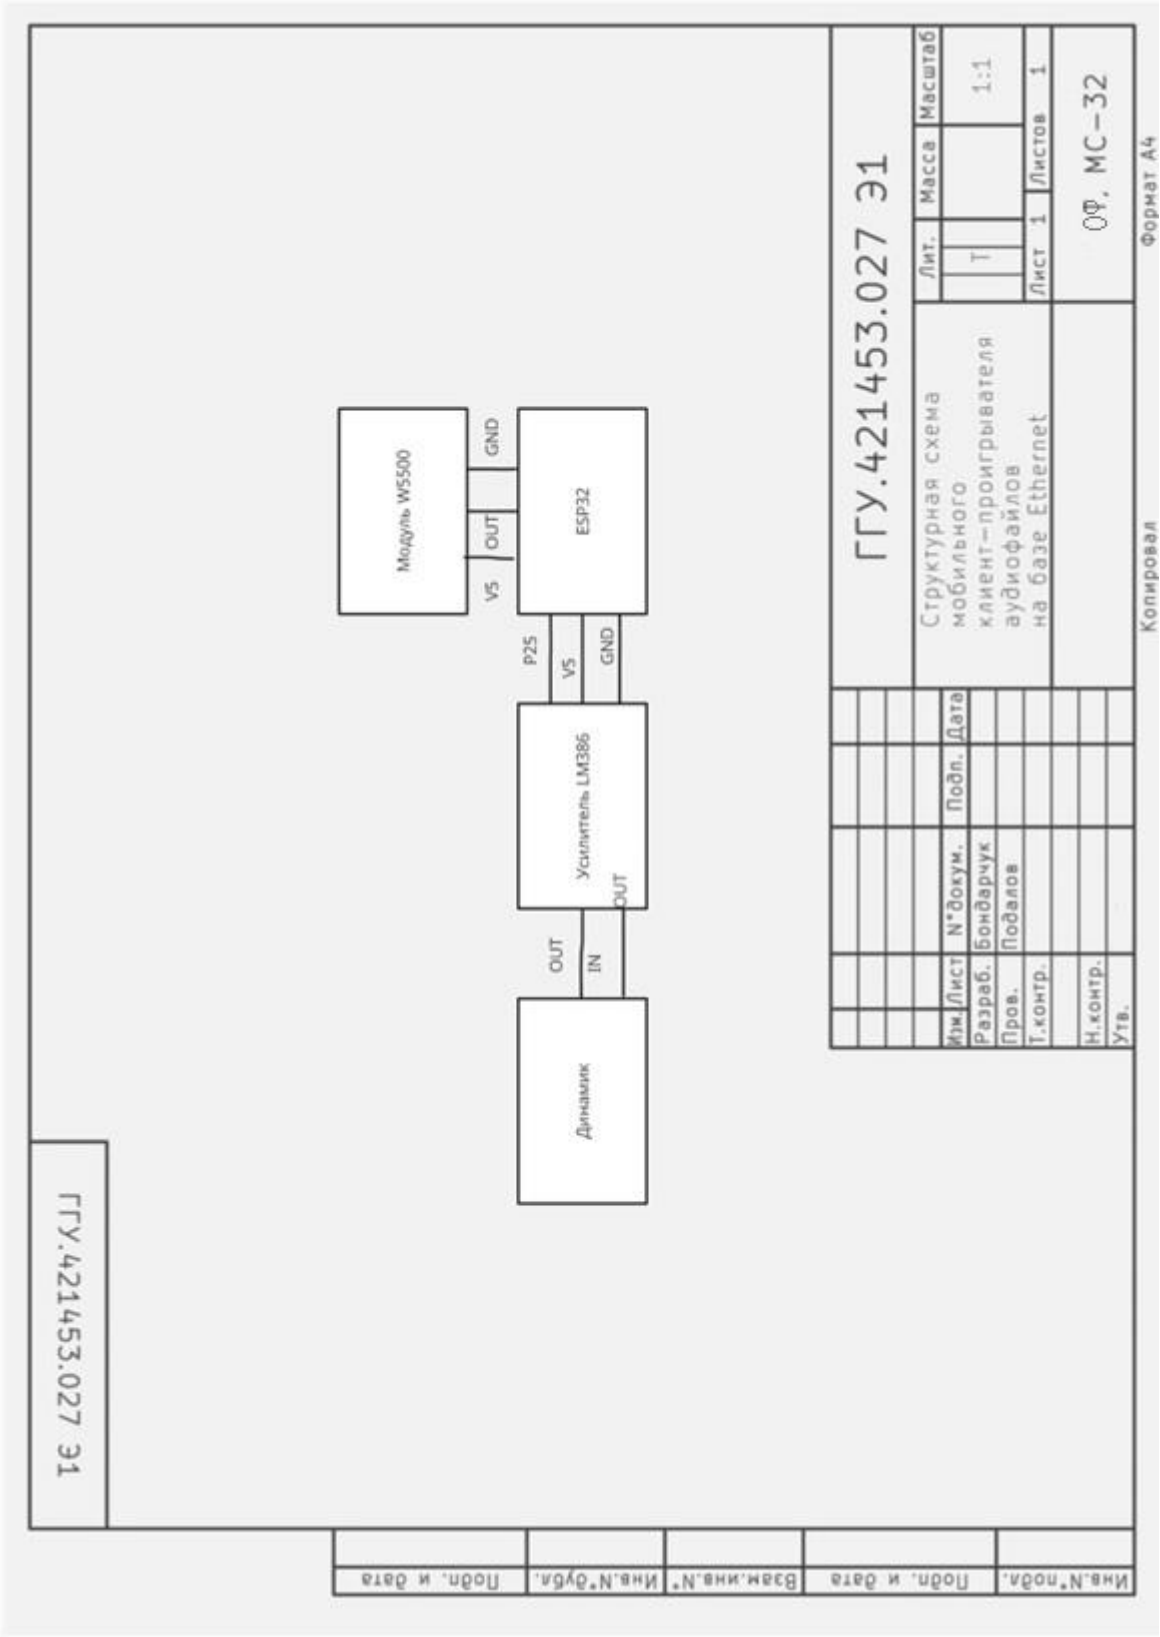 ГГУ.421453.027 Э1
Модуль W5500
V5
OUT
GND
Динамик
OUT
IN
Усилитель LM386
OUT
P25
V5
GND
ESP32
ГГУ.421453.027 Э1
Изм. Лист N°докум. Подп. Дата
Разраб. Бондарчук
Пров. Подалов
Т.контр.
Н.контр.
Утв.
Структурная схема
мобильного
клиент-проигрывателя
аудиофайлов
на базе Ethernet
Лит. Масса Масштаб
Т 1:1
Лист 1 Листов 1
ОФ, МС-32
Копировал Формат А4
Подп. и дата
Инв.N°дубл.
Взам.инв.N°
Подп. и дата
Инв.N°подл.